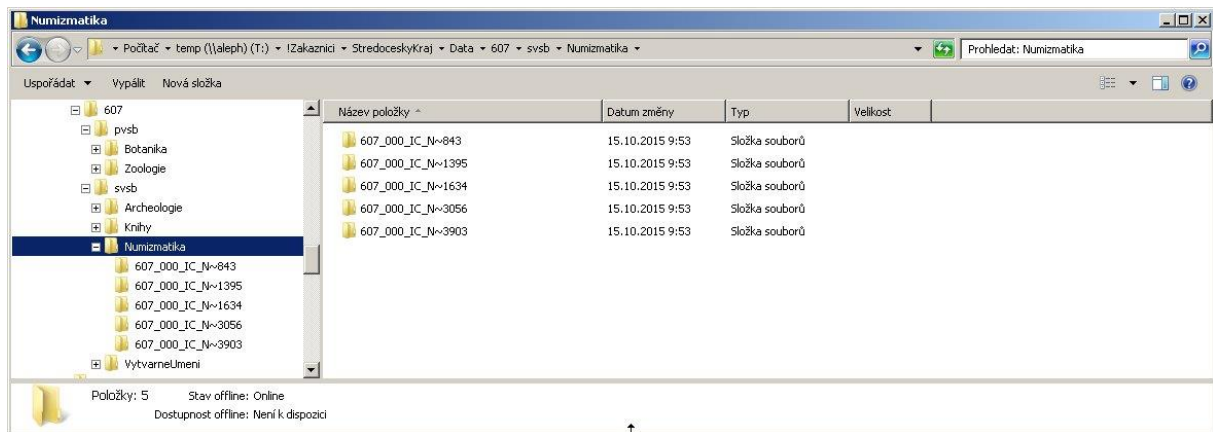 Numizmatika
Počítač temp (\\aleph) (T:) !Zakaznici StredoceskyKraj Data 607 svsb Numizmatika
Prohledat: Numizmatika
Uspořádat Vypálit Nová složka
607
pvsb
Botanika
Zoologie
svsb
Archeologie
Knihy
Numizmatika
607_000_IC_N~843
607_000_IC_N~1395
607_000_IC_N~1634
607_000_IC_N~3056
607_000_IC_N~3903
VytvarneUmeni
Název položky Datum změny Typ Velikost
607_000_IC_N~843 15.10.2015 9:53 Složka souborů
607_000_IC_N~1395 15.10.2015 9:53 Složka souborů
607_000_IC_N~1634 15.10.2015 9:53 Složka souborů
607_000_IC_N~3056 15.10.2015 9:53 Složka souborů
607_000_IC_N~3903 15.10.2015 9:53 Složka souborů
Položky: 5 Stav offline: Online
Dostupnost offline: Není k dispozici